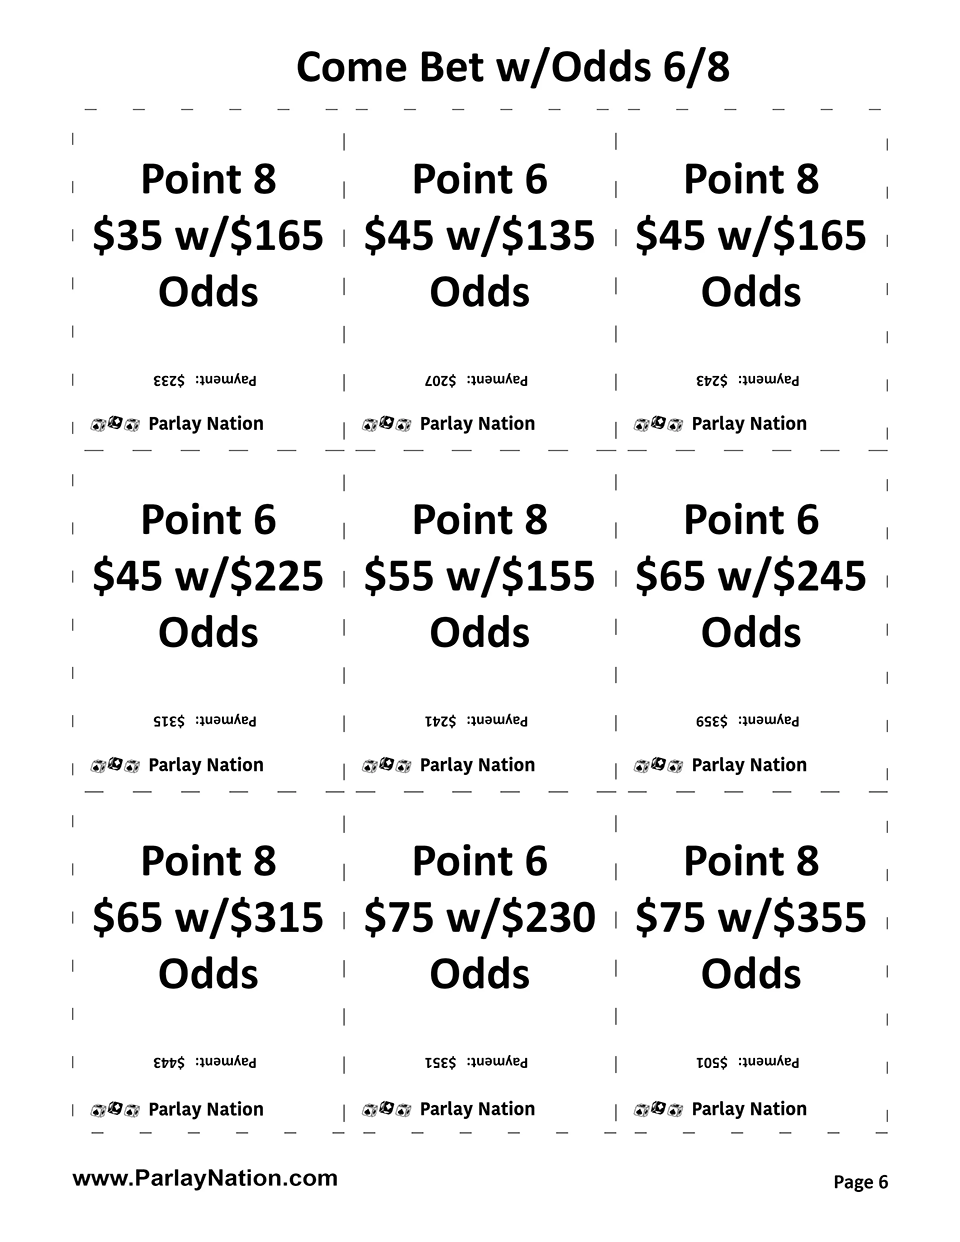 Come Bet w/Odds 6/8
Point 8
$35 w/$165
Odds
Payment: $233
Parlay Nation
Point 6
$45 w/$135
Odds
Payment: $207
Parlay Nation
Point 8
$45 w/$165
Odds
Payment: $243
Parlay Nation
Point 6
$45 w/$225
Odds
Payment: $315
Parlay Nation
Point 8
$55 w/$155
Odds
Payment: $241
Parlay Nation
Point 6
$65 w/$245
Odds
Payment: $359
Parlay Nation
Point 8
$65 w/$315
Odds
Payment: $443
Parlay Nation
Point 6
$75 w/$230
Odds
Payment: $351
Parlay Nation
Point 8
$75 w/$355
Odds
Payment: $501
Parlay Nation
www.ParlayNation.com
Page 6